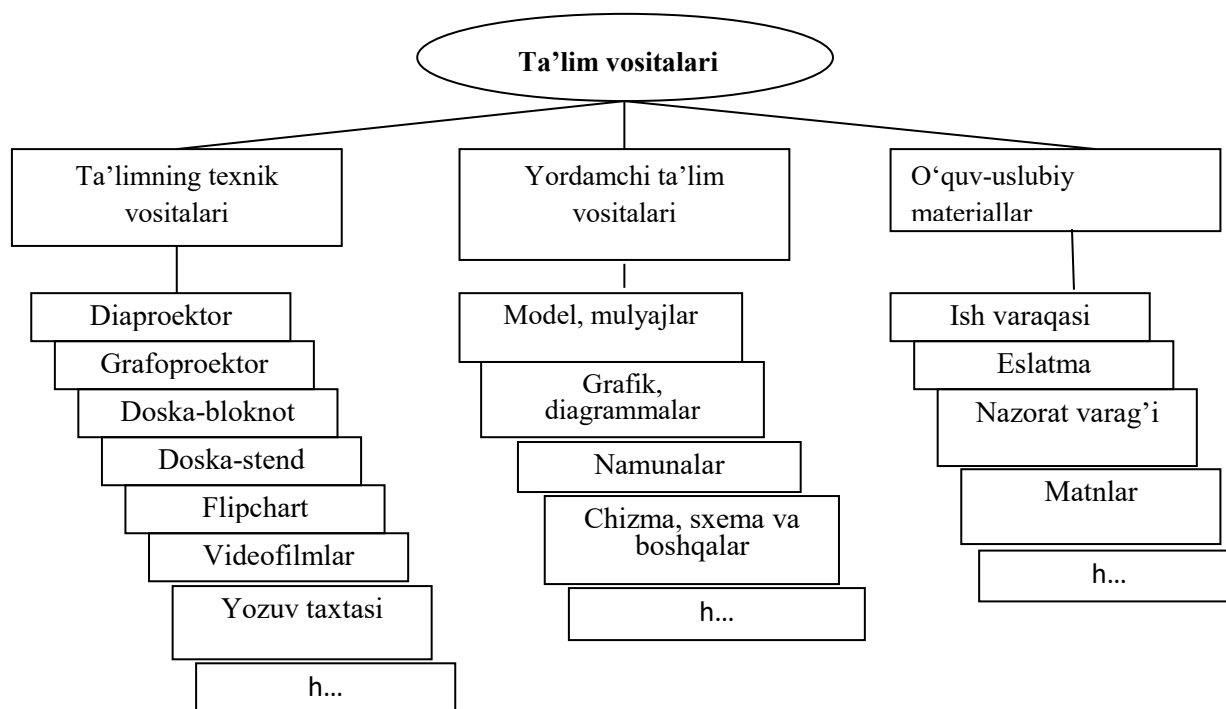 Ta’lim vositalari
Ta’limning texnik
vositalari
Diaproektor
Grafoproektor
Doska-bloknot
Doska-stend
Flipchart
Videofilmlar
Yozuv taxtasi
h...
Yordamchi ta’lim
vositalari
Model, mulyajlar
Grafik,
diagrammalar
Namunalar
Chizma, sxema va
boshqalar
h...
O‘quv-uslubiy
materiallar
Ish varaqasi
Eslatma
Nazorat varag’i
Matnlar
h...